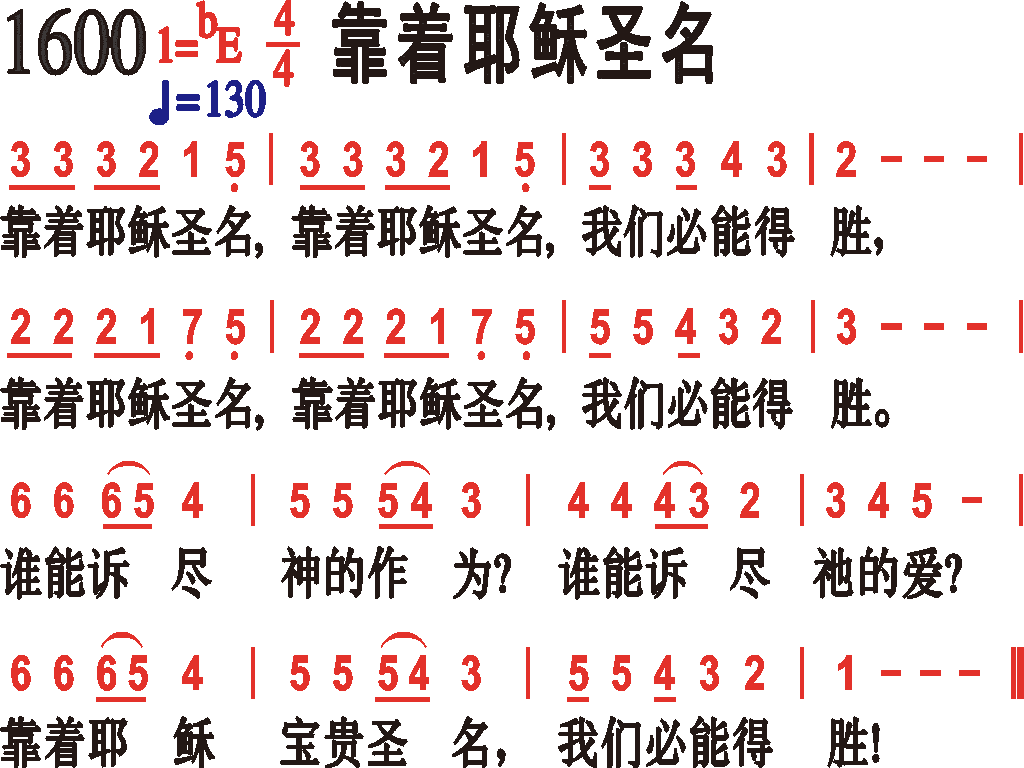 1600 1=bE 4/4 靠着耶稣圣名
♩=130
3 3 3 2 1 5 | 3 3 3 2 1 5 | 3 3 3 4 3 | 2 - - - |
靠着耶稣圣名, 靠着耶稣圣名, 我们必能得 胜,
2 2 2 1 7 5 | 2 2 2 1 7 5 | 5 5 4 3 2 | 3 - - - |
靠着耶稣圣名, 靠着耶稣圣名, 我们必能得 胜。
6 6 6 5 4 | 5 5 5 4 3 | 4 4 4 3 2 | 3 4 5 - |
谁能诉 尽 神的作 为? 谁能诉 尽 祂的爱?
6 6 6 5 4 | 5 5 5 4 3 | 5 5 4 3 2 | 1 - - - ‖
靠着耶 稣 宝贵圣 名, 我们必能得 胜!